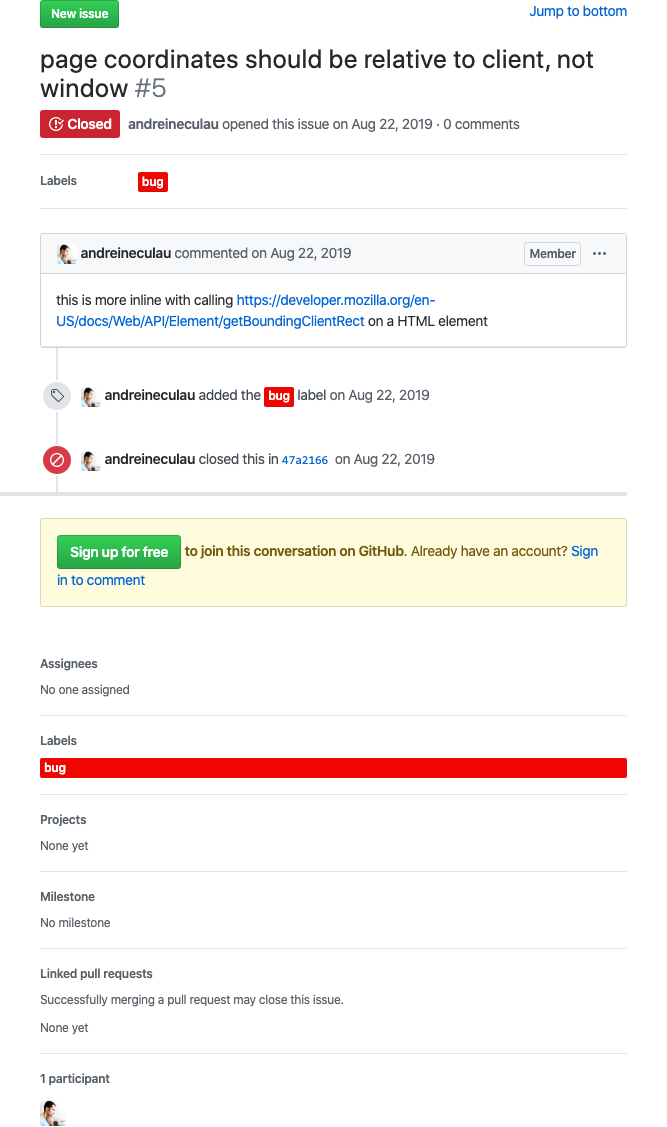 New issue
Jump to bottom
page coordinates should be relative to client, not
window #5
Closed andreineculau opened this issue on Aug 22, 2019 · 0 comments
Labels bug
andreineculau commented on Aug 22, 2019 Member ···
this is more inline with calling https://developer.mozilla.org/en-
US/docs/Web/API/Element/getBoundingClientRect on a HTML element
andreineculau added the bug label on Aug 22, 2019
andreineculau closed this in 47a2166 on Aug 22, 2019
Sign up for free to join this conversation on GitHub. Already have an account? Sign
in to comment
Assignees
No one assigned
Labels
bug
Projects
None yet
Milestone
No milestone
Linked pull requests
Successfully merging a pull request may close this issue.
None yet
1 participant